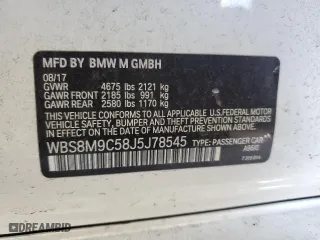 MFD BY BMW M GMBH
08/17
GVWR 4675 lbs 2121 kg
GAWR FRONT 2185 lbs 991 kg
GAWR REAR 2580 lbs 1170 kg
THIS VEHICLE CONFORMS TO ALL APPLICABLE U.S. FEDERAL MOTOR
VEHICLE SAFETY, BUMPER, AND THEFT PREVENTION STANDARDS
IN EFFECT ON THE DATE OF MANUFACTURE SHOWN ABOVE.
WBS8M9C58J5J78545 TYPE: PASSENGER CAR